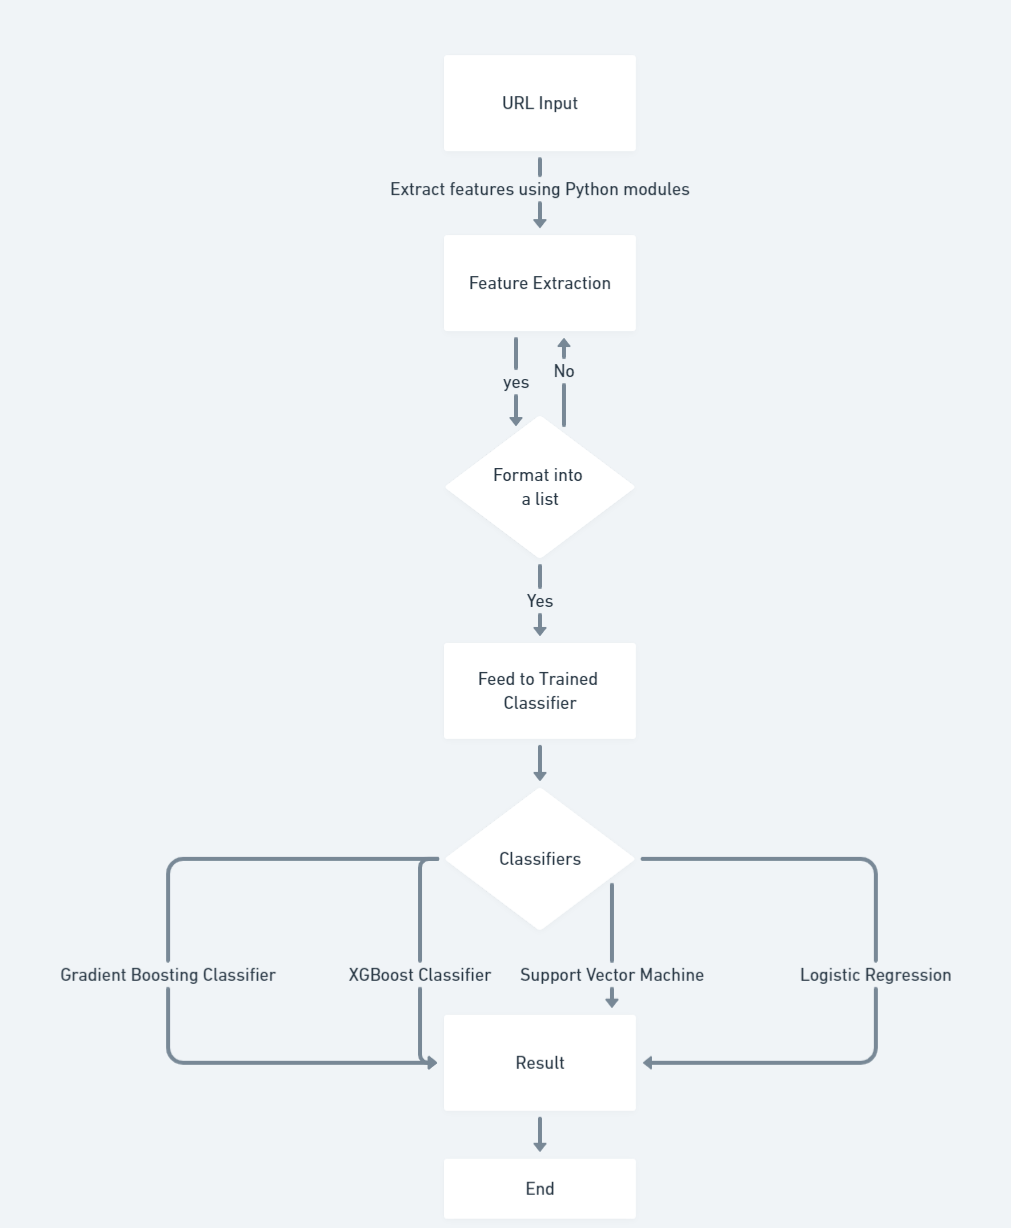 URL Input
Extract features using Python modules
Feature Extraction
No
yes
Format into
a list
Yes
Feed to Trained
Classifier
Classifiers
Gradient Boosting Classifier
XGBoost Classifier
Support Vector Machine
Logistic Regression
Result
End